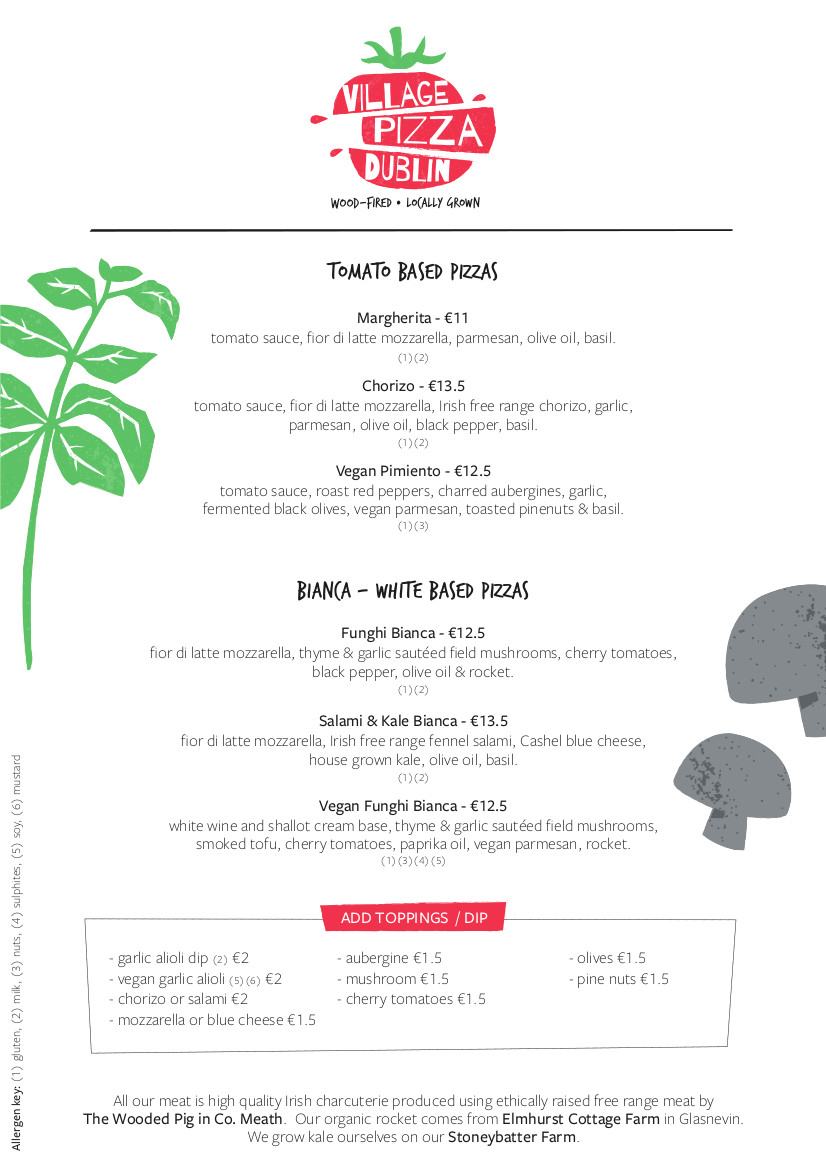 VILLAGE
PIZZA
DUBLIN
WOOD-FIRED • LOCALLY GROWN
TOMATO BASED PIZZAS
Margherita - €11
tomato sauce, fior di latte mozzarella, parmesan, olive oil, basil.
(1)(2)
Chorizo - €13.5
tomato sauce, fior di latte mozzarella, Irish free range chorizo, garlic,
parmesan, olive oil, black pepper, basil.
(1)(2)
Vegan Pimiento - €12.5
tomato sauce, roast red peppers, charred aubergines, garlic,
fermented black olives, vegan parmesan, toasted pinenuts & basil.
(1)(3)
BIANCA - WHITE BASED PIZZAS
Funghi Bianca - €12.5
fior di latte mozzarella, thyme & garlic sautéed field mushrooms, cherry tomatoes,
black pepper, olive oil & rocket.
(1)(2)
Salami & Kale Bianca - €13.5
fior di latte mozzarella, Irish free range fennel salami, Cashel blue cheese,
house grown kale, olive oil, basil.
(1)(2)
Vegan Funghi Bianca - €12.5
white wine and shallot cream base, thyme & garlic sautéed field mushrooms,
smoked tofu, cherry tomatoes, paprika oil, vegan parmesan, rocket.
(1)(3)(4)(5)
ADD TOPPINGS / DIP
- garlic alioli dip (2) €2
- vegan garlic alioli (5)(6) €2
- chorizo or salami €2
- mozzarella or blue cheese €1.5
- aubergine €1.5
- mushroom €1.5
- cherry tomatoes €1.5
- olives €1.5
- pine nuts €1.5
Allergen key: (1) gluten, (2) milk, (3) nuts, (4) sulphites, (5) soy, (6) mustard
All our meat is high quality Irish charcuterie produced using ethically raised free range meat by
The Wooded Pig in Co. Meath. Our organic rocket comes from Elmhurst Cottage Farm in Glasnevin.
We grow kale ourselves on our Stoneybatter Farm.